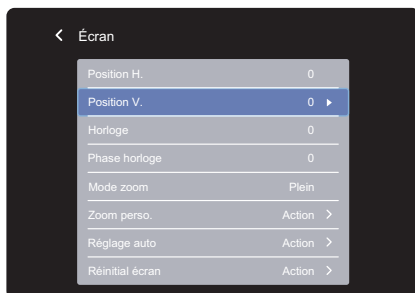 Écran
Position H. 0
Position V. 0
Horloge 0
Phase horloge 0
Mode zoom Plein
Zoom perso. Action
Réglage auto Action
Réinitial écran Action